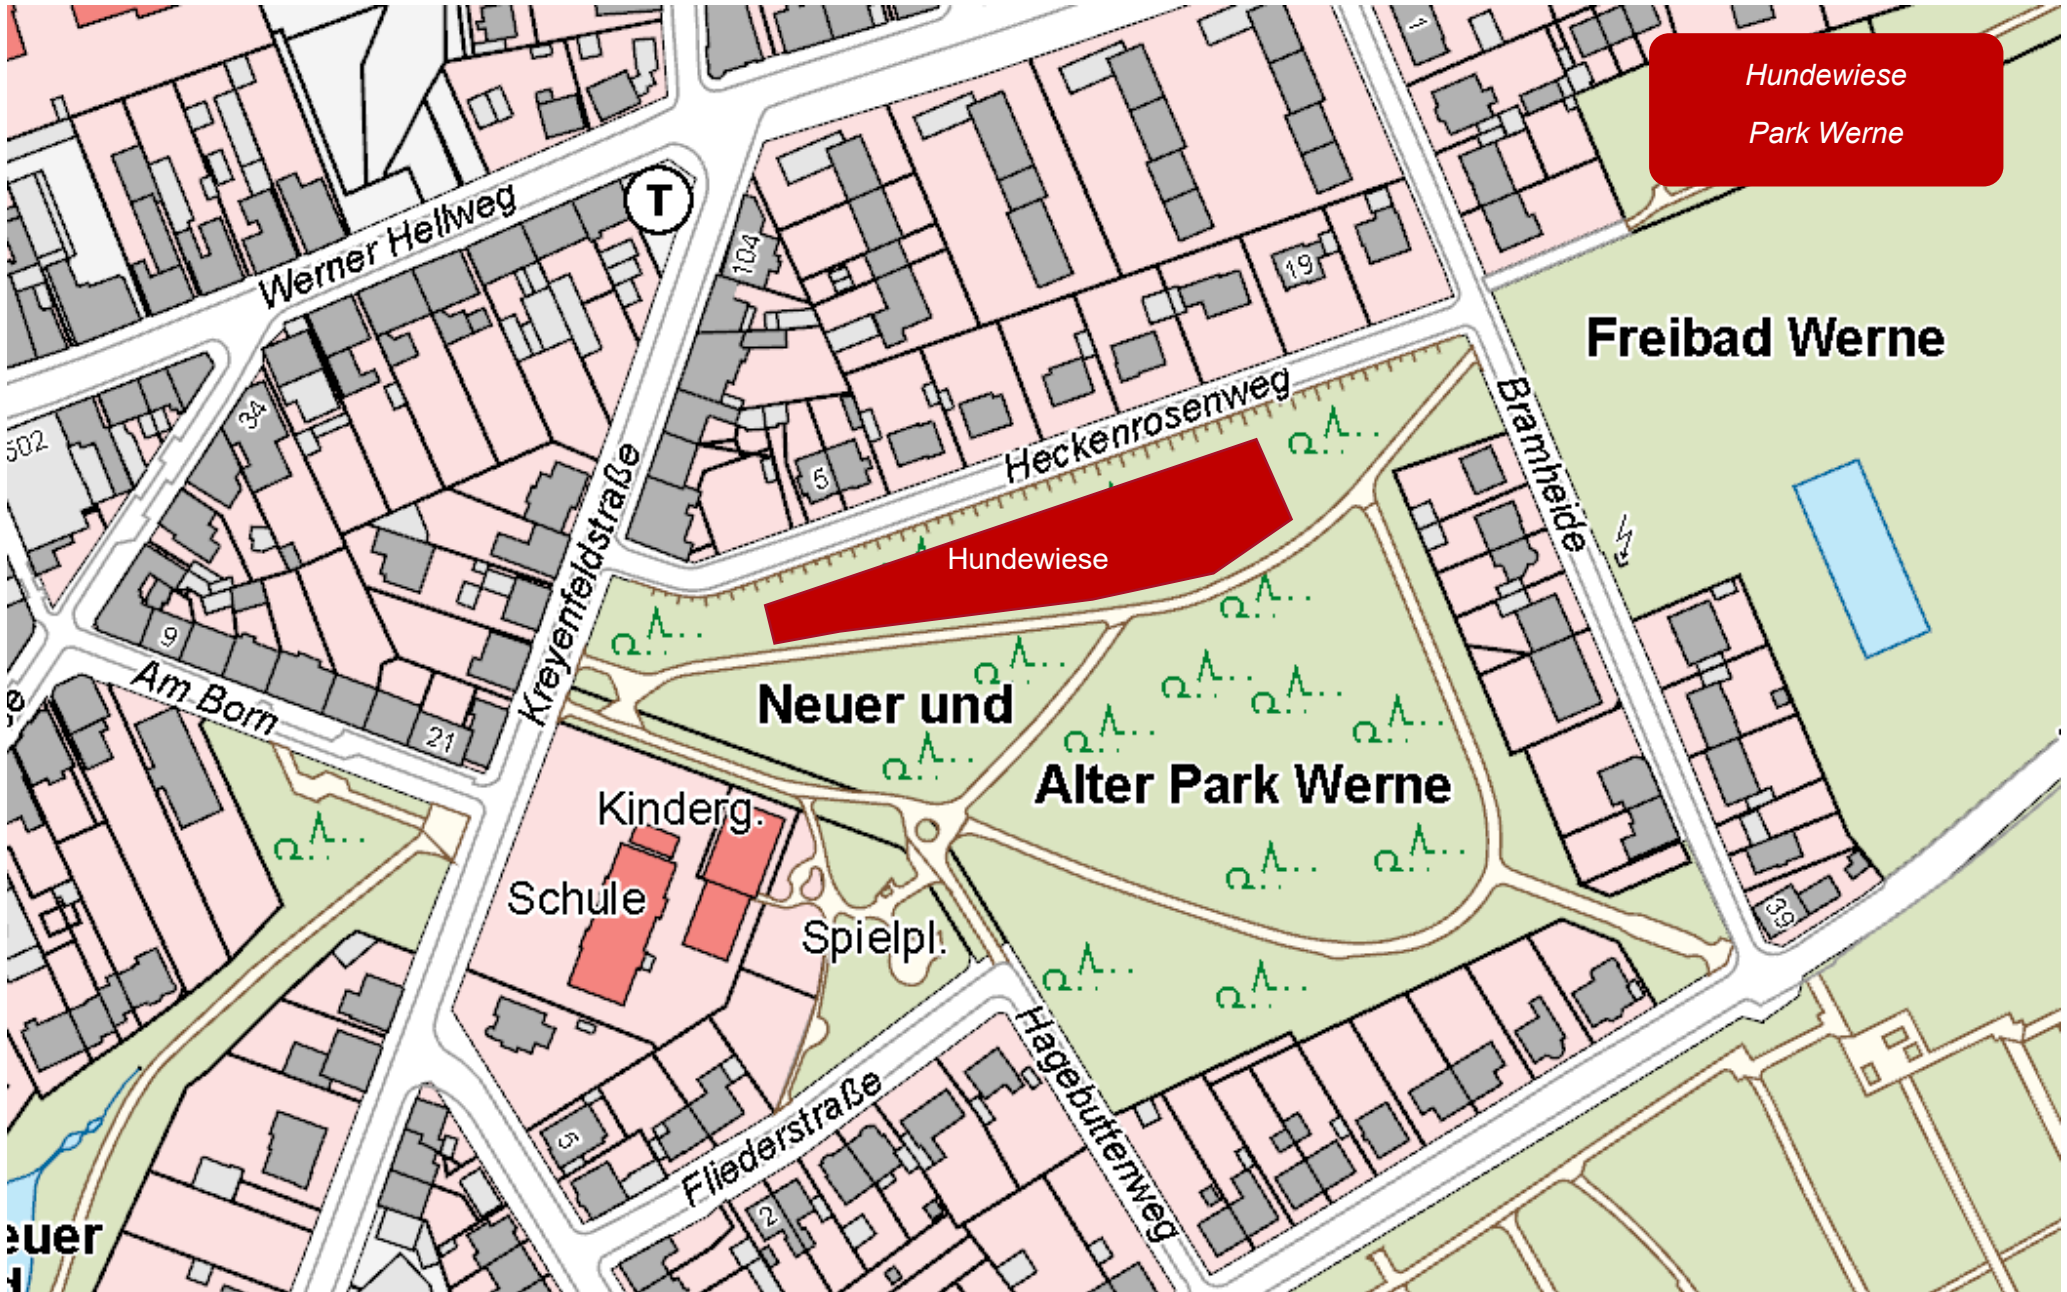 Hundewiese
Park Werne
1
T
Werner Hellweg
104
19
Freibad Werne
34
502
Heckenrosenweg
Bramheide
5
Kreyenfeldstraße
Hundewiese
9
Am Born
21
Neuer und
Alter Park Werne
Kinderg.
Schule
Spielpl.
39
Hagebuttenweg
5
Fliederstraße
2
euer